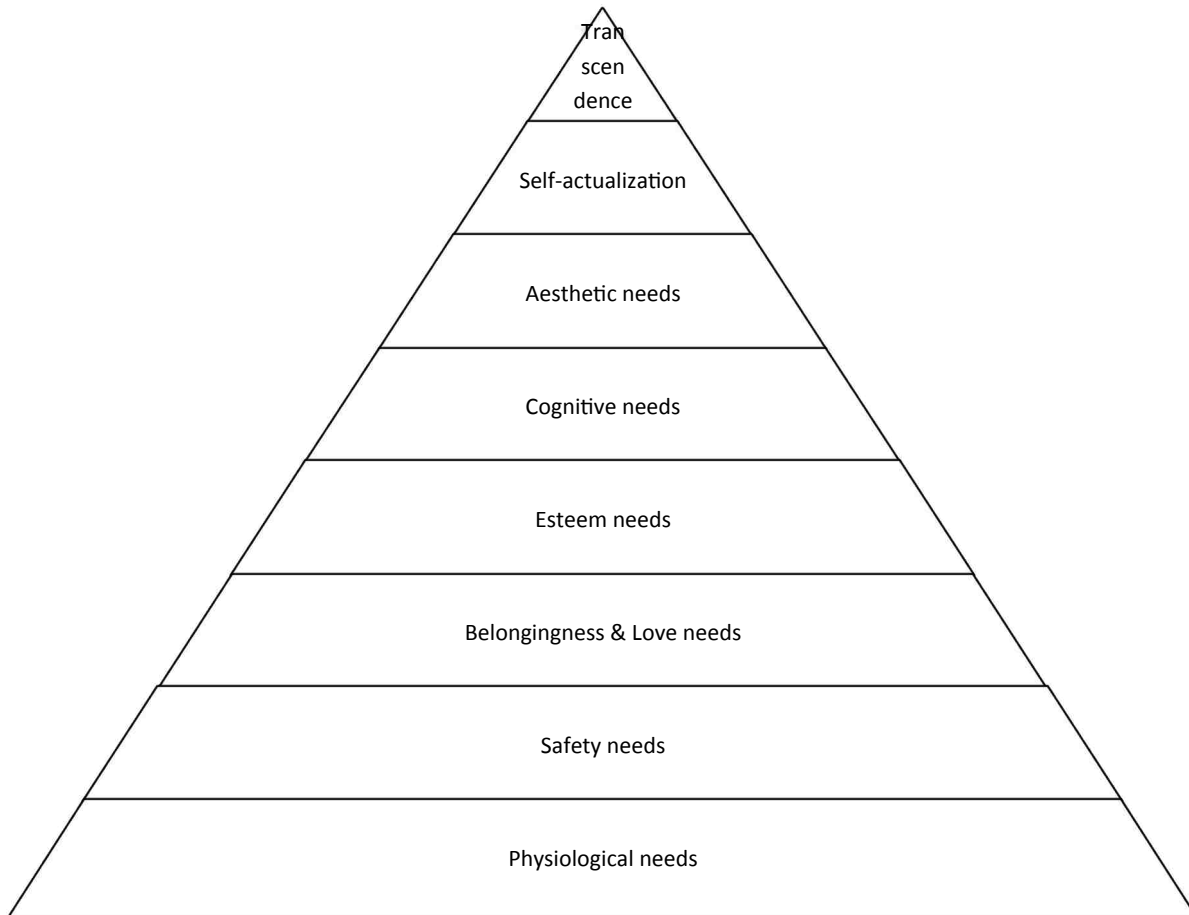 Tran
scen
dence
Self-actualization
Aesthetic needs
Cognitive needs
Esteem needs
Belongingness & Love needs
Safety needs
Physiological needs